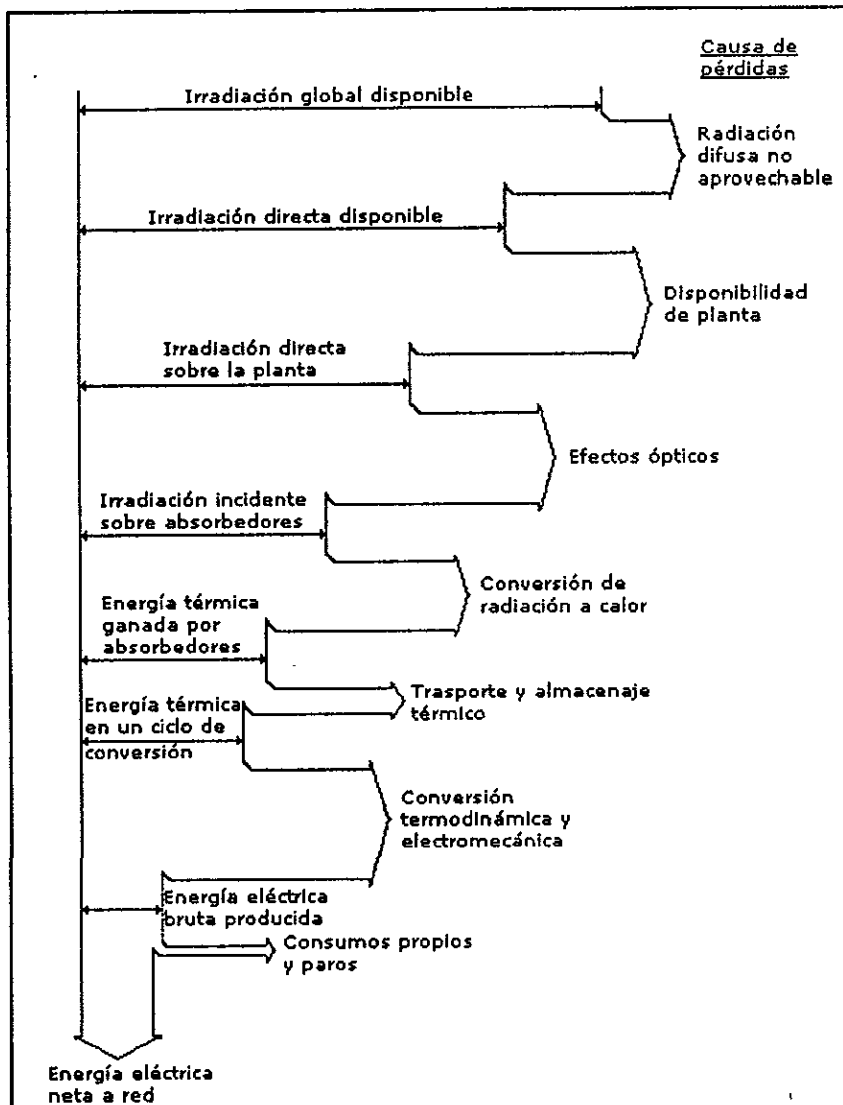 Causa de
pérdidas
Irradiación global disponible
Radiación
difusa no
aprovechable
Irradiación directa disponible
Disponibilidad
de planta
Irradiación directa
sobre la planta
Efectos ópticos
Irradiación incidente
sobre absorbedores
Conversión de
radiación a calor
Energía térmica
ganada por
absorbedores
Trasporte y almacenaje
térmico
Energía térmica
en un ciclo de
conversión
Conversión
termodinámica y
electromecánica
Energía eléctrica
bruta producida
Consumos propios
y paros
Energía eléctrica
neta a red